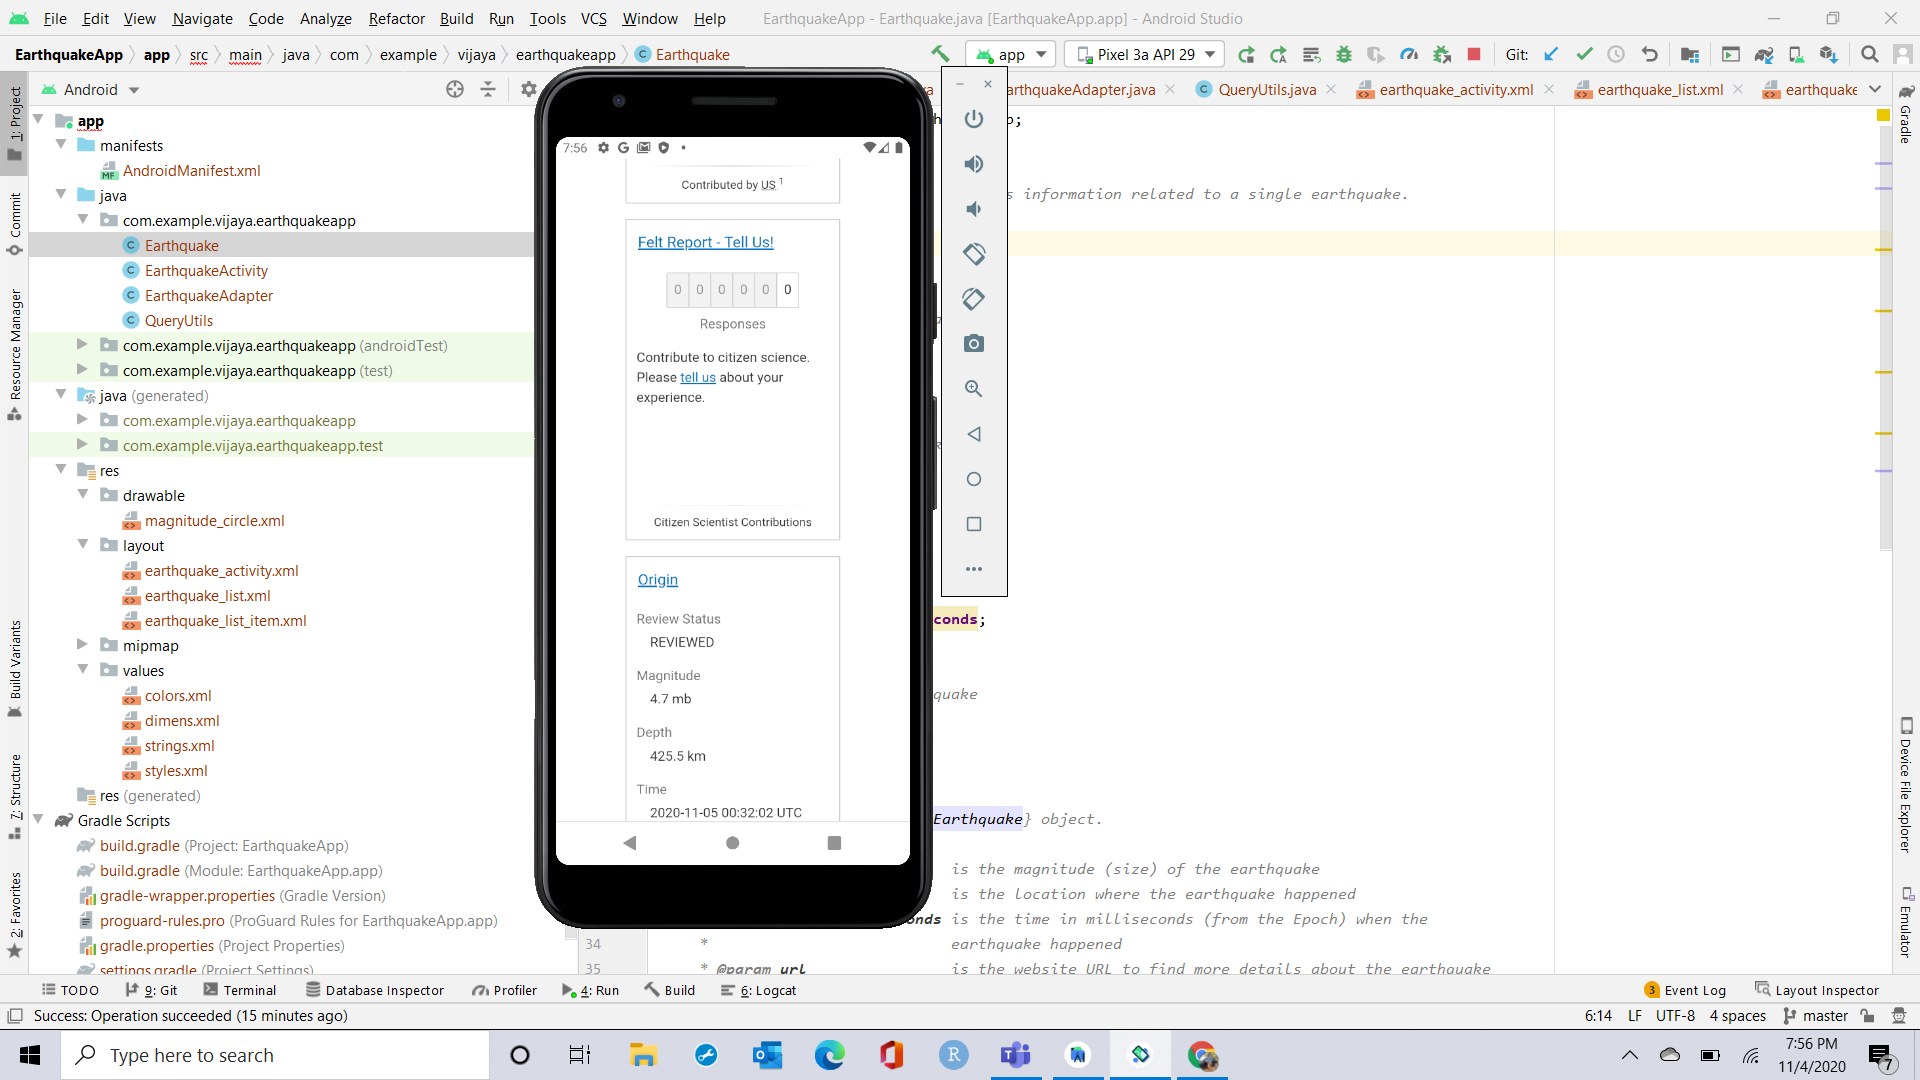 File Edit View Navigate Code Analyze Refactor Build Run Tools VCS Window Help EarthquakeApp - Earthquake.java [EarthquakeApp.app] - Android Studio
EarthquakeApp app src main java com example vijaya earthquakeapp Earthquake app Pixel 3a API 29 Git:
Android
arthquakeAdapter.java QueryUtils.java earthquake_activity.xml earthquake_list.xml earthquake
1: Project
Commit
Resource Manager
Build Variants
7: Structure
2: Favorites
app
manifests
AndroidManifest.xml
java
com.example.vijaya.earthquakeapp
Earthquake
EarthquakeActivity
EarthquakeAdapter
QueryUtils
com.example.vijaya.earthquakeapp (androidTest)
com.example.vijaya.earthquakeapp (test)
java (generated)
com.example.vijaya.earthquakeapp
com.example.vijaya.earthquakeapp.test
res
drawable
magnitude_circle.xml
layout
earthquake_activity.xml
earthquake_list.xml
earthquake_list_item.xml
mipmap
values
colors.xml
dimens.xml
strings.xml
styles.xml
res (generated)
Gradle Scripts
build.gradle (Project: EarthquakeApp)
build.gradle (Module: EarthquakeApp.app)
gradle-wrapper.properties (Gradle Version)
proguard-rules.pro (ProGuard Rules for EarthquakeApp.app)
gradle.properties (Project Properties)
settings.gradle (Project Settings)
7:56
Contributed by US 1
Felt Report - Tell Us!
0 0 0 0 0 0
Responses
Contribute to citizen science.
Please tell us about your
experience.
Citizen Scientist Contributions
Origin
Review Status
REVIEWED
Magnitude
4.7 mb
Depth
425.5 km
Time
2020-11-05 00:32:02 UTC
s information related to a single earthquake.
conds;
quake
Earthquake} object.
is the magnitude (size) of the earthquake
is the location where the earthquake happened
onds is the time in milliseconds (from the Epoch) when the
34 * earthquake happened
35 * @param url is the website URL to find more details about the earthquake
Gradle
Device File Explorer
Emulator
TODO 9: Git Terminal Database Inspector Profiler 4: Run Build 6: Logcat 3 Event Log Layout Inspector
Success: Operation succeeded (15 minutes ago) 6:14 LF UTF-8 4 spaces master
Type here to search
7:56 PM
11/4/2020
7